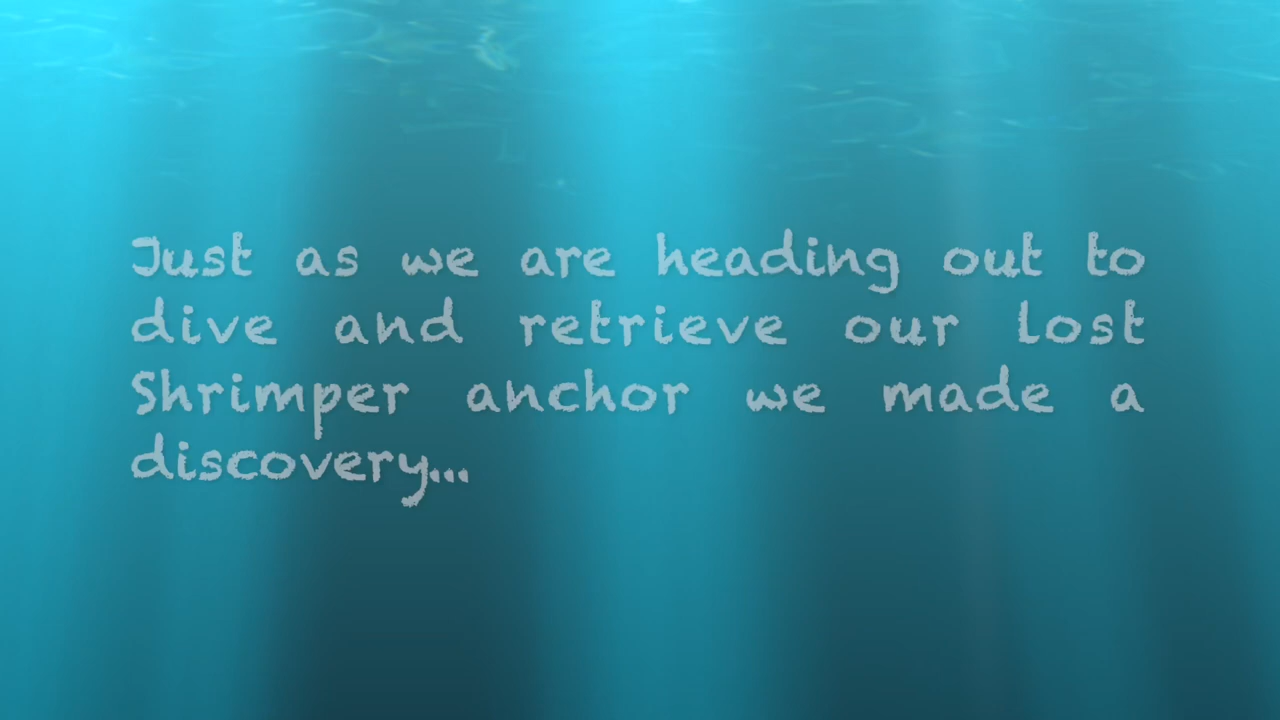 Just as we are heading out to
dive and retrieve our lost
Shrimper anchor we made a
discovery...